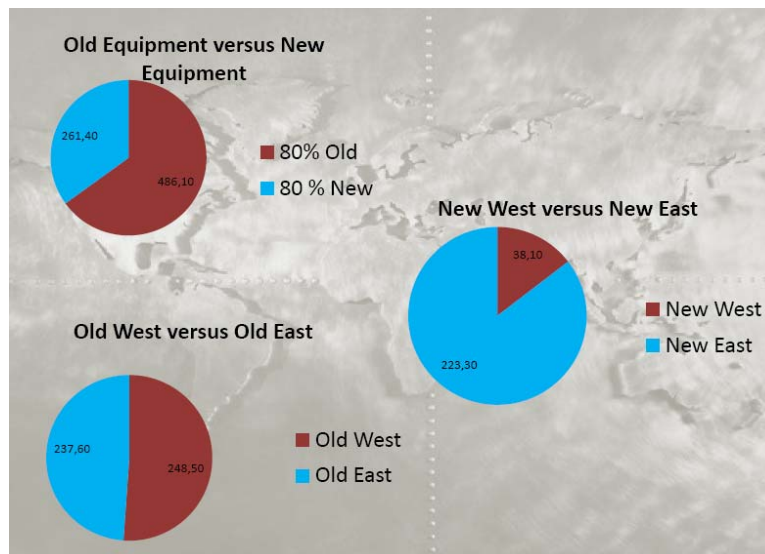 Old Equipment versus New
Equipment
261,40
486,10
80% Old
80 % New
New West versus New East
38,10
223,30
New West
New East
Old West versus Old East
237,60
248,50
Old West
Old East